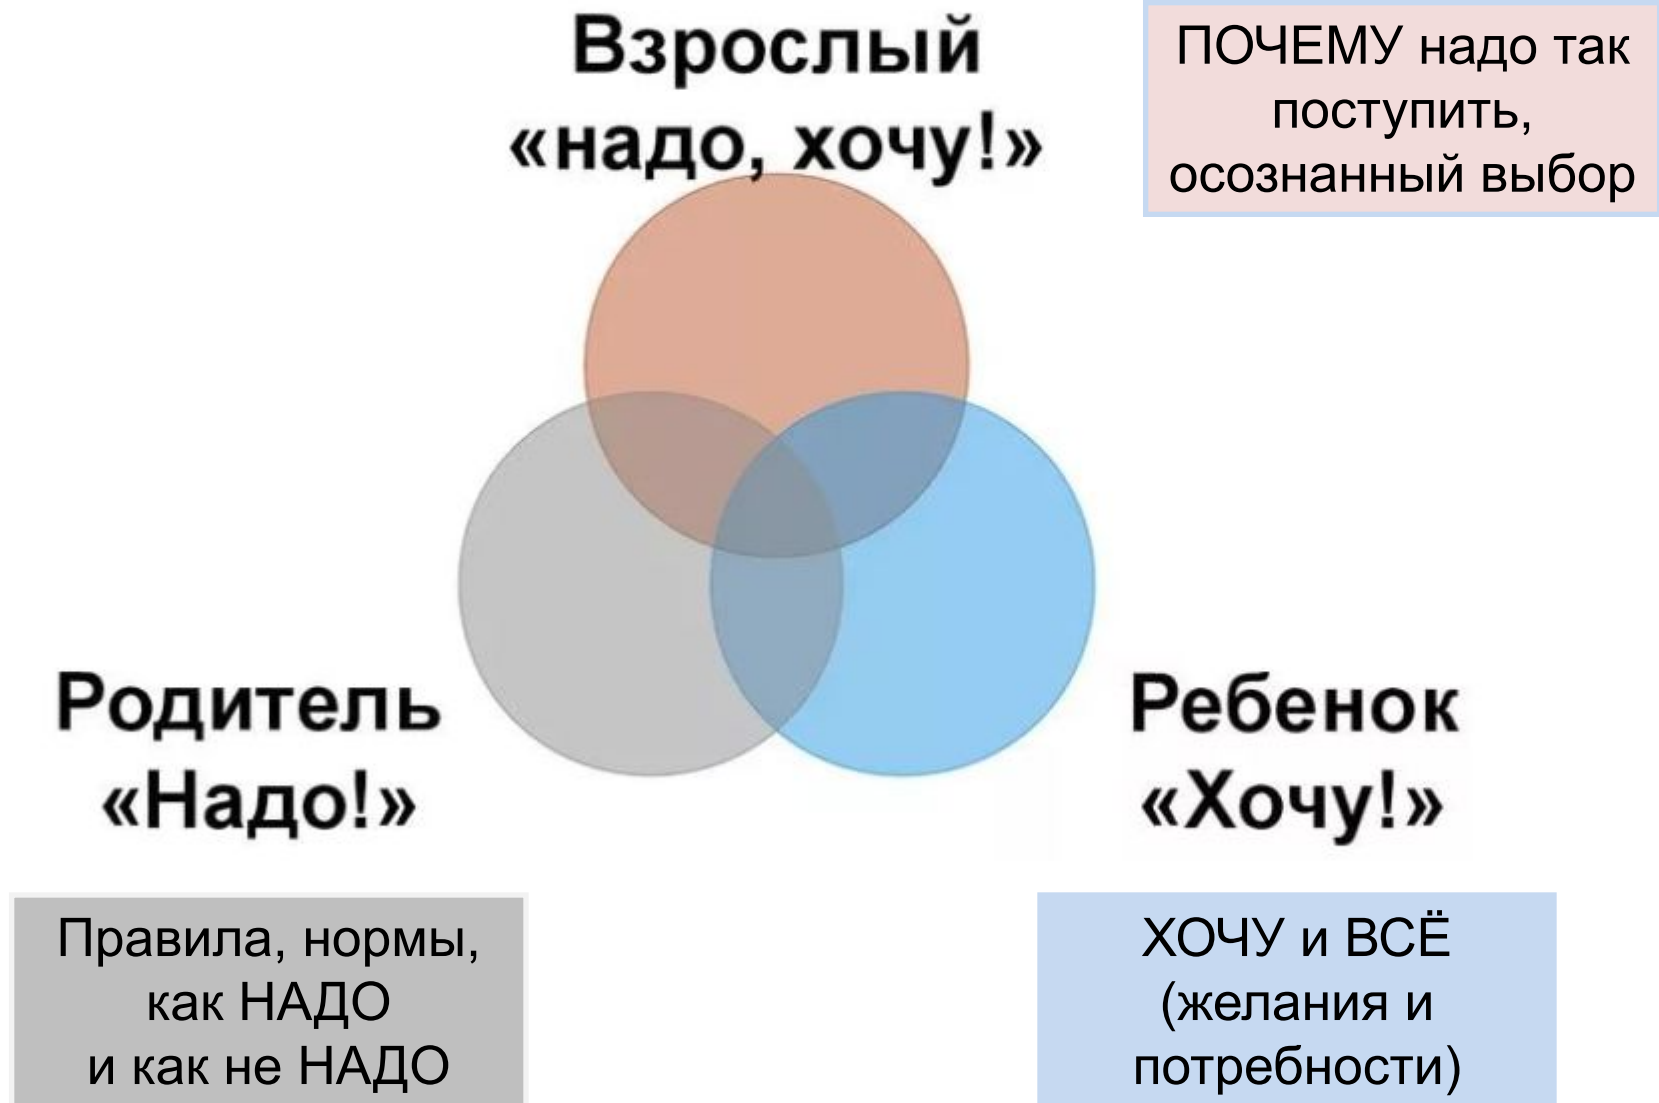 Взрослый
«надо, хочу!»
ПОЧЕМУ надо так
поступить,
осознанный выбор
Родитель
«Надо!»
Ребенок
«Хочу!»
Правила, нормы,
как НАДО
и как не НАДО
ХОЧУ и ВСЁ
(желания и
потребности)